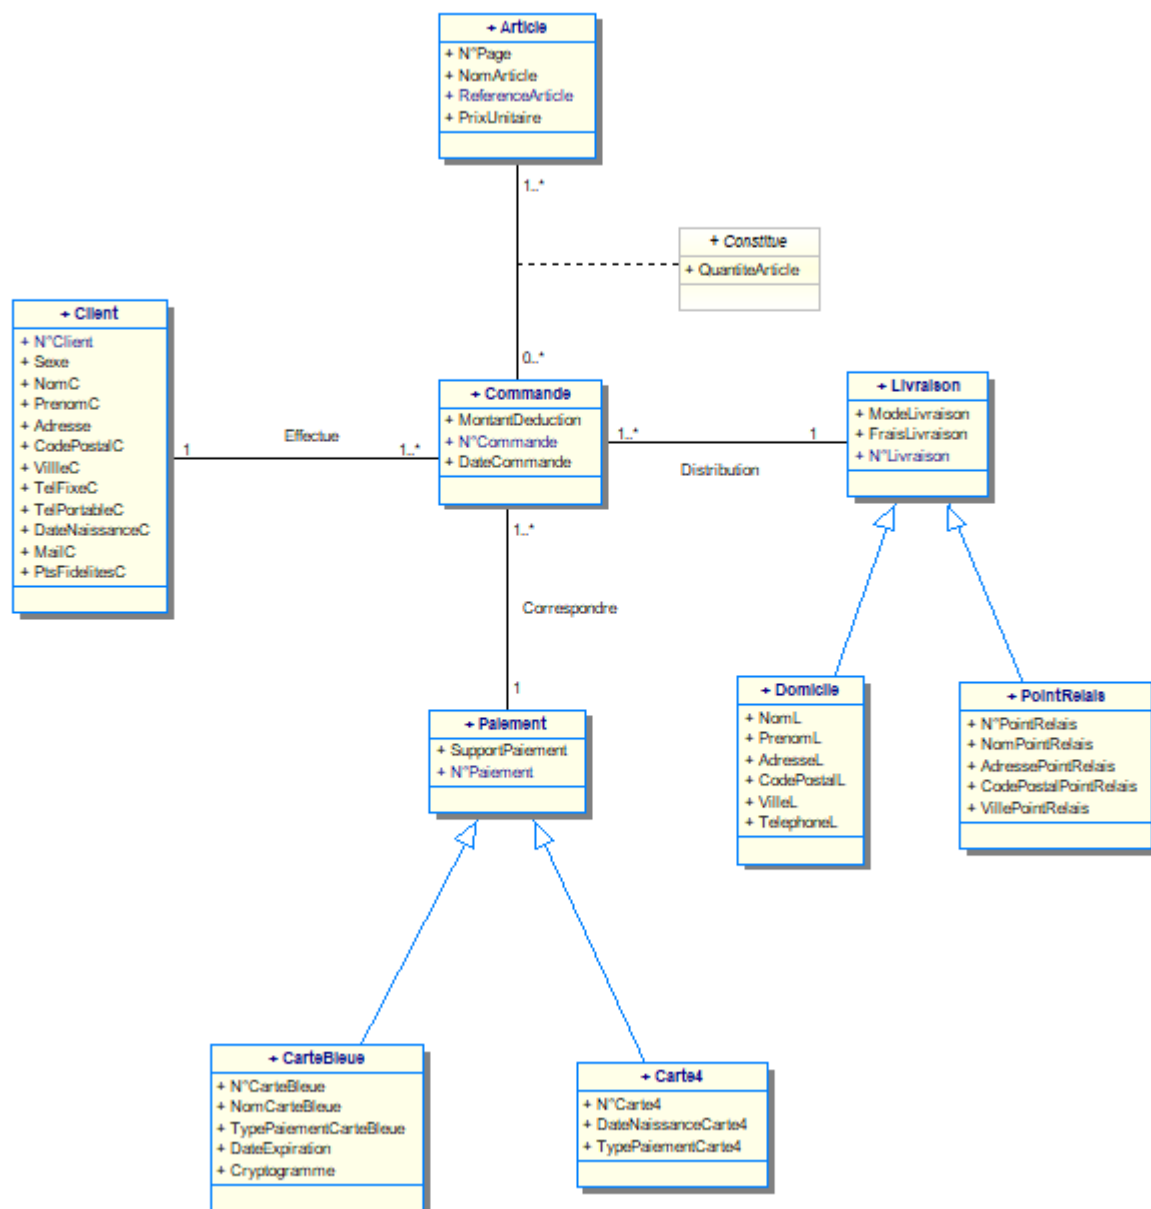 + Article
+ N°Page
+ NomArticle
+ ReferenceArticle
+ PrixUnitaire
1..*
+ Constitue
+ QuantiteArticle
0..*
+ Client
+ N°Client
+ Sexe
+ NomC
+ PrenomC
+ Adresse
+ CodePostalC
+ VillleC
+ TelFixeC
+ TelPortableC
+ DateNaissanceC
+ MailC
+ PtsFidelitesC
1
Effectue
1..*
+ Commande
+ MontantDeduction
+ N°Commande
+ DateCommande
1..*
1
Distribution
+ Livraison
+ ModeLivraison
+ FraisLivraison
+ N°Livraison
1..*
Correspondre
1
+ Paiement
+ SupportPaiement
+ N°Paiement
+ Domicile
+ NomL
+ PrenomL
+ AdresseL
+ CodePostalL
+ VilleL
+ TelephoneL
+ PointRelais
+ N°PointRelais
+ NomPointRelais
+ AdressePointRelais
+ CodePostalPointRelais
+ VillePointRelais
+ CarteBleue
+ N°CarteBleue
+ NomCarteBleue
+ TypePaiementCarteBleue
+ DateExpiration
+ Cryptogramme
+ Carte4
+ N°Carte4
+ DateNaissanceCarte4
+ TypePaiementCarte4